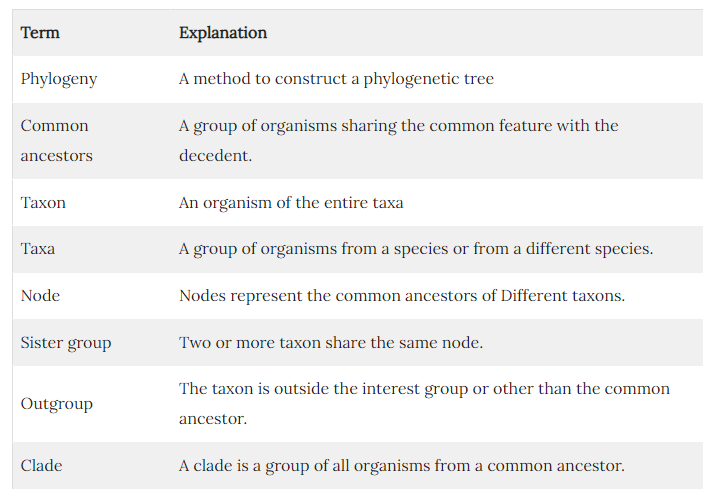 Term Explanation
Phylogeny A method to construct a phylogenetic tree
Common ancestors A group of organisms sharing the common feature with the
decedent.
Taxon An organism of the entire taxa
Taxa A group of organisms from a species or from a different species.
Node Nodes represent the common ancestors of Different taxons.
Sister group Two or more taxon share the same node.
Outgroup The taxon is outside the interest group or other than the common
ancestor.
Clade A clade is a group of all organisms from a common ancestor.